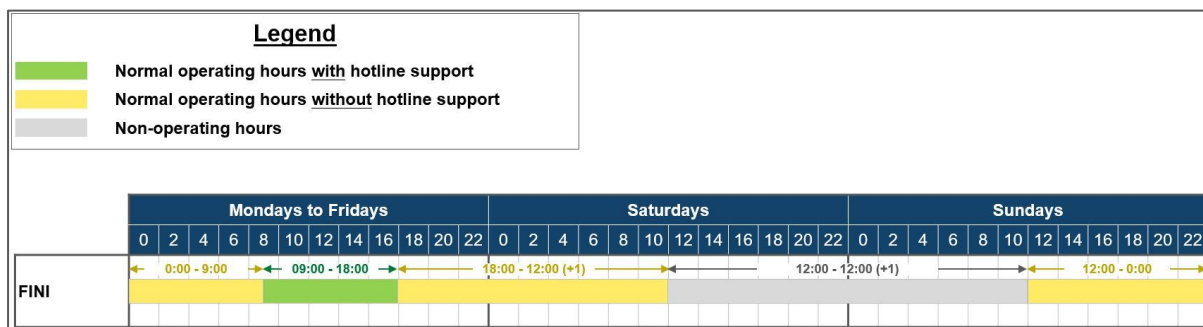 Legend
Normal operating hours with hotline support
Normal operating hours without hotline support
Non-operating hours
Mondays to Fridays Saturdays Sundays
0 2 4 6 8 10 12 14 16 18 20 22 0 2 4 6 8 10 12 14 16 18 20 22 0 2 4 6 8 10 12 14 16 18 20 22
0:00 - 9:00 09:00 - 18:00 18:00 - 12:00 (+1) 12:00 - 12:00 (+1) 12:00 - 0:00
FINI